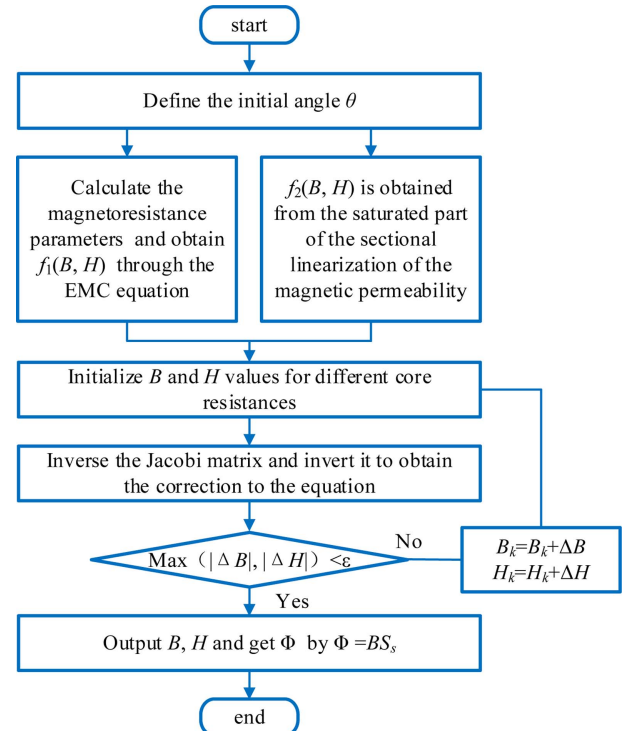 start
Define the initial angle θ
Calculate the
magnetoresistance
parameters and obtain
f₁(B, H) through the
EMC equation
f₂(B, H) is obtained
from the saturated part
of the sectional
linearization of the
magnetic permeability
Initialize B and H values for different core
resistances
Inverse the Jacobi matrix and invert it to obtain
the correction to the equation
Max（|ΔB|, |ΔH|）<ε
No
Bₖ=Bₖ+ΔB
Hₖ=Hₖ+ΔH
Yes
Output B, H and get Φ by Φ =BSₛ
end